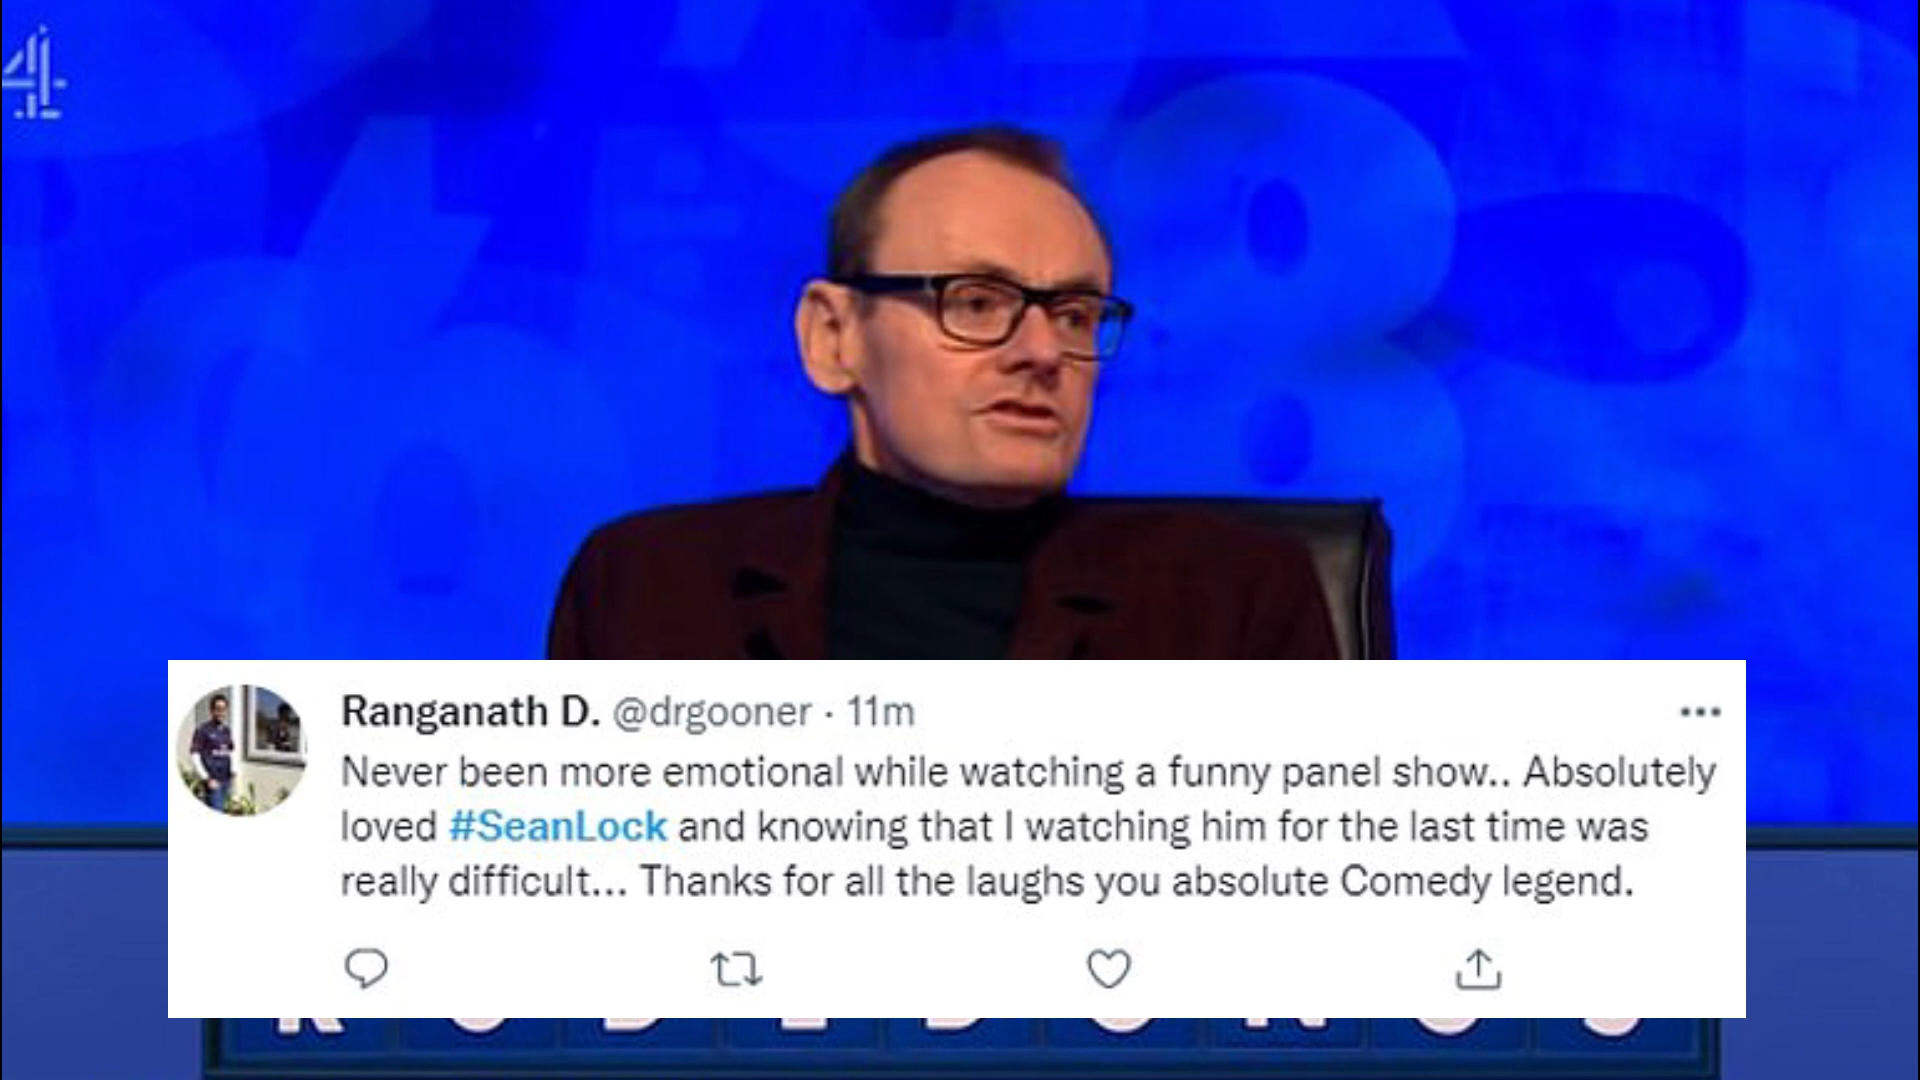 4
Ranganath D. @drgooner · 11m
Never been more emotional while watching a funny panel show.. Absolutely
loved #SeanLock and knowing that I watching him for the last time was
really difficult... Thanks for all the laughs you absolute Comedy legend.